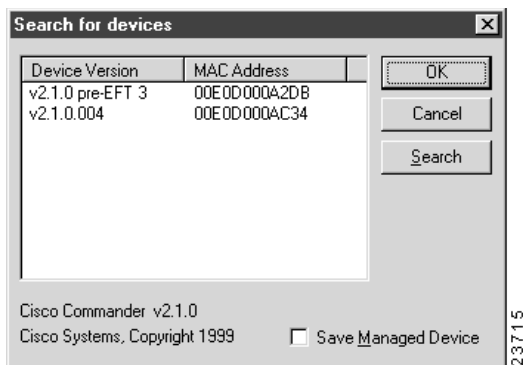 Search for devices
Device Version MAC Address
v2.1.0 pre-EFT 3 00E0D000A2DB
v2.1.0.004 00E0D000AC34
OK
Cancel
Search
Cisco Commander v2.1.0
Cisco Systems, Copyright 1999
Save Managed Device
23715